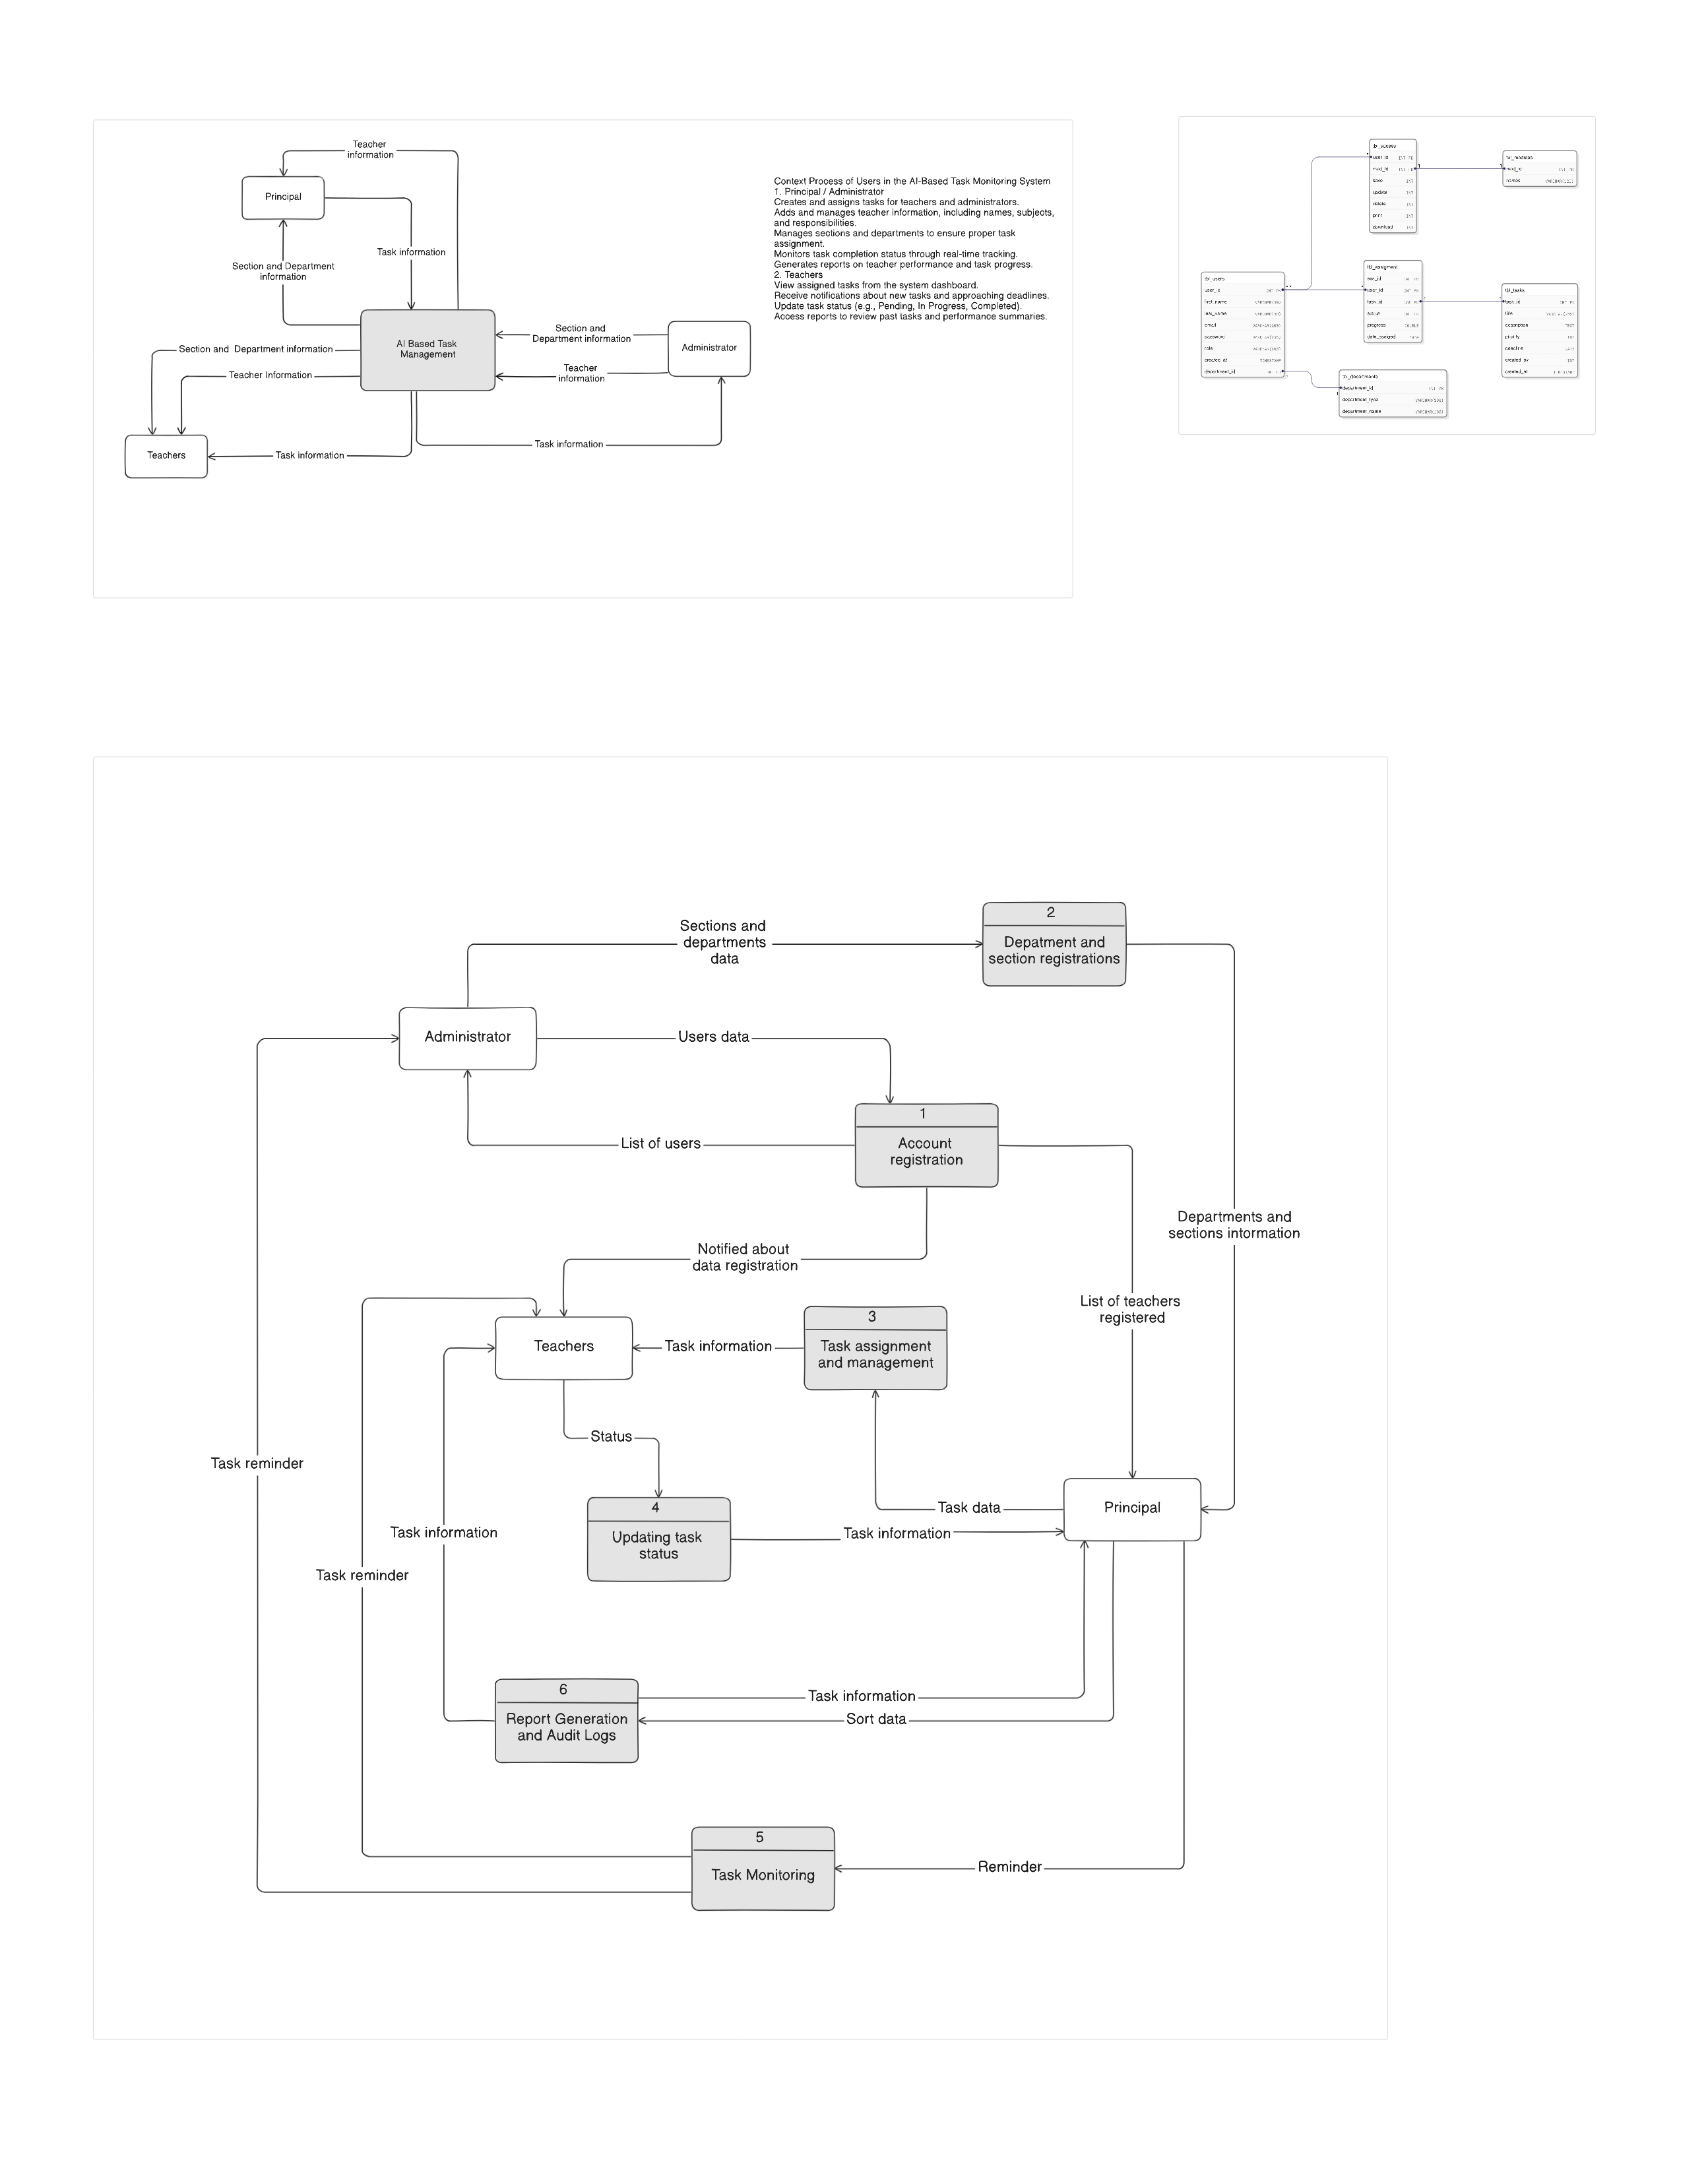 Teacher
information
Principal
Task information
Section and Department
information
AI Based Task
Management
Section and
Department information
Administrator
Teacher
information
Section and  Department information
Teacher Information
Teachers
Task information
Task information
Context Process of Users in the AI-Based Task Monitoring System
1. Principal / Administrator
Creates and assigns tasks for teachers and administrators.
Adds and manages teacher information, including names, subjects,
and responsibilities.
Manages sections and departments to ensure proper task
assignment.
Monitors task completion status through real-time tracking.
Generates reports on teacher performance and task progress.
2. Teachers
View assigned tasks from the system dashboard.
Receive notifications about new tasks and approaching deadlines.
Update task status (e.g., Pending, In Progress, Completed).
Access reports to review past tasks and performance summaries.
user_id
mod_id
save
update
delete
print
download
names
user_id
first_name
last_name
email
password
role
created_at
department_id
user_id
task_id
progress
date_assigned
task_id
title
description
priority
deadline
created_by
created_at
department_id
department_type
department_name
Sections and
departments
data
2
Depatment and
section registrations
Administrator
Users data
1
Account
registration
List of users
Departments and
sections intormation
Notified about
data registration
List of teachers
registered
Teachers
Task information
3
Task assignment
and management
Status
Task reminder
4
Updating task
status
Task data
Principal
Task information
Task information
Task reminder
6
Report Generation
and Audit Logs
Task information
Sort data
5
Task Monitoring
Reminder